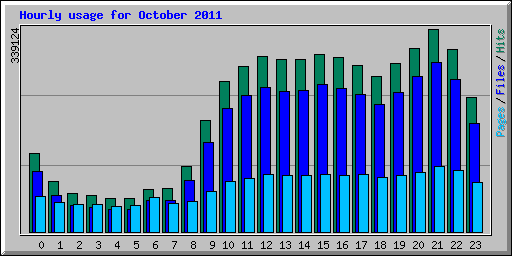 Hourly usage for October 2011
339124
Pages / Files / Hits
0 1 2 3 4 5 6 7 8 9 10 11 12 13 14 15 16 17 18 19 20 21 22 23